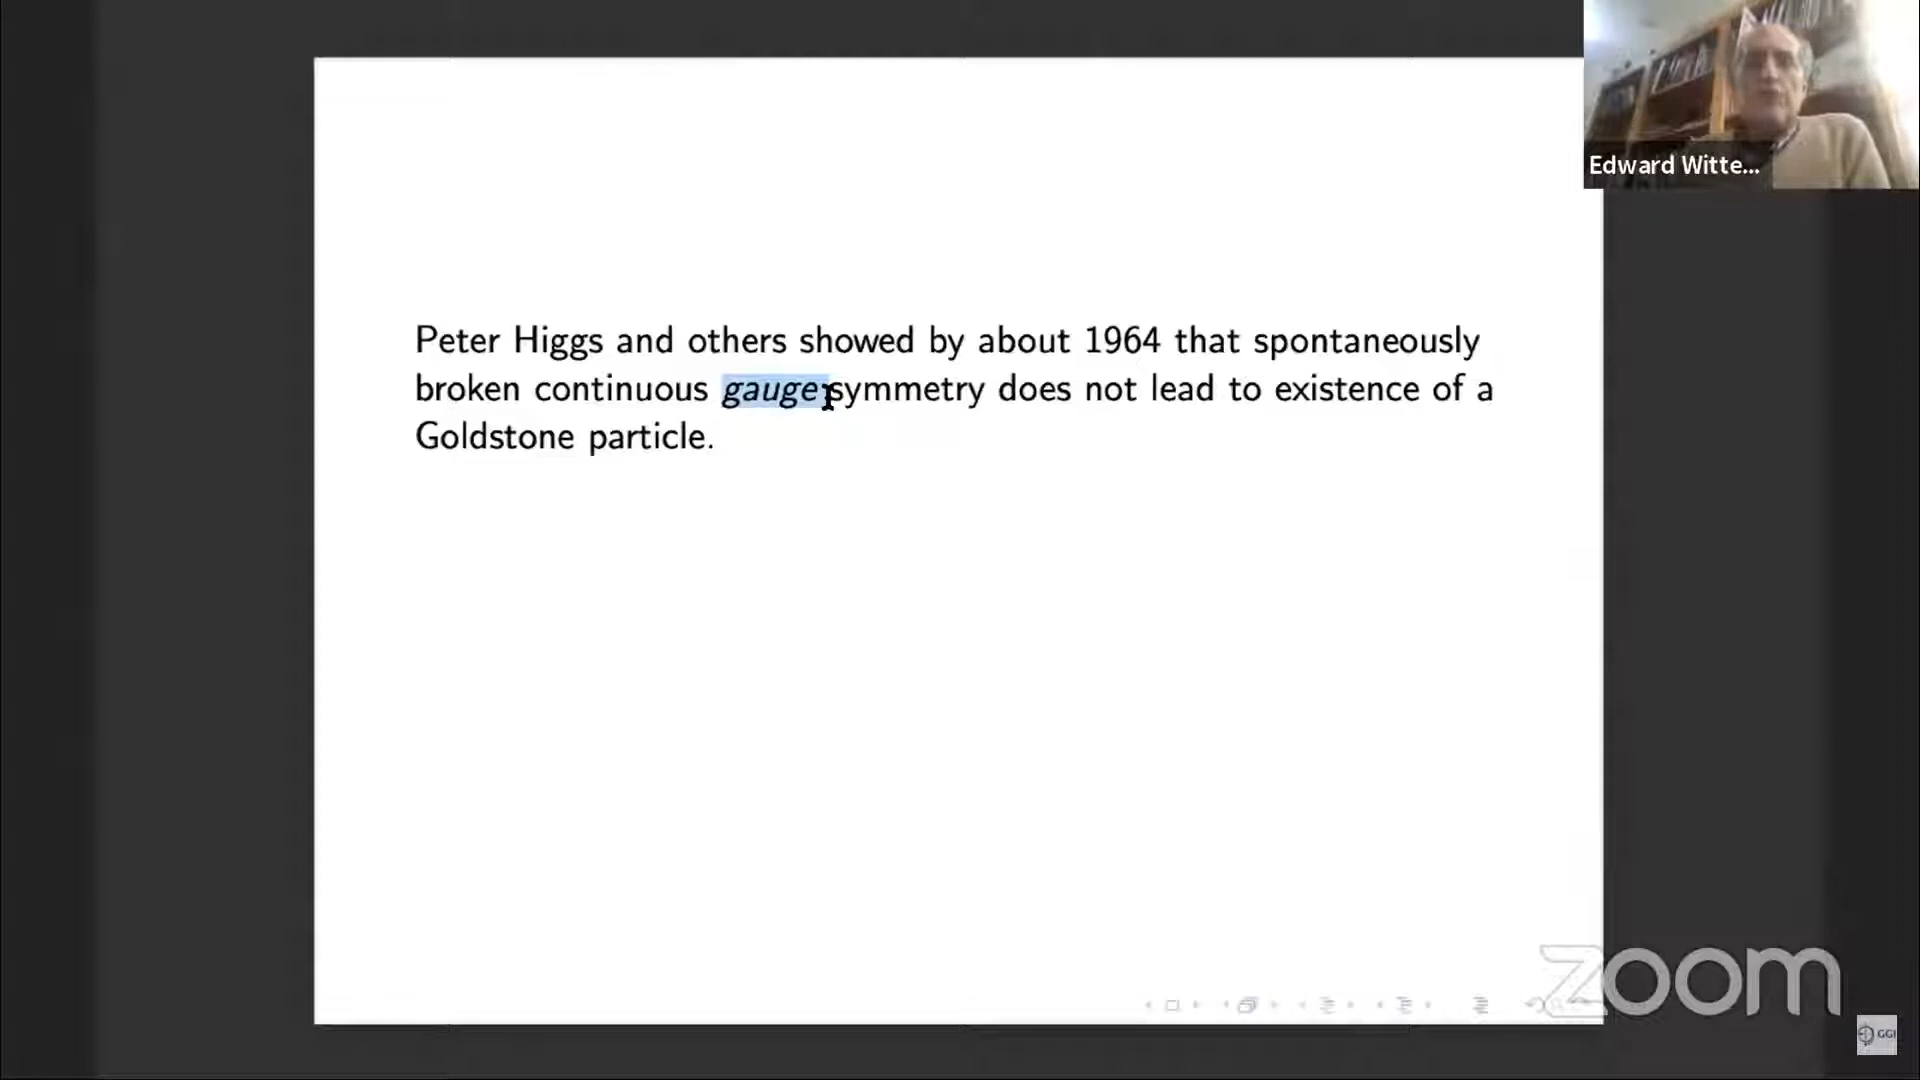 Edward Witte...
Peter Higgs and others showed by about 1964 that spontaneously
broken continuous gauge symmetry does not lead to existence of a
Goldstone particle.
zoom
GGI